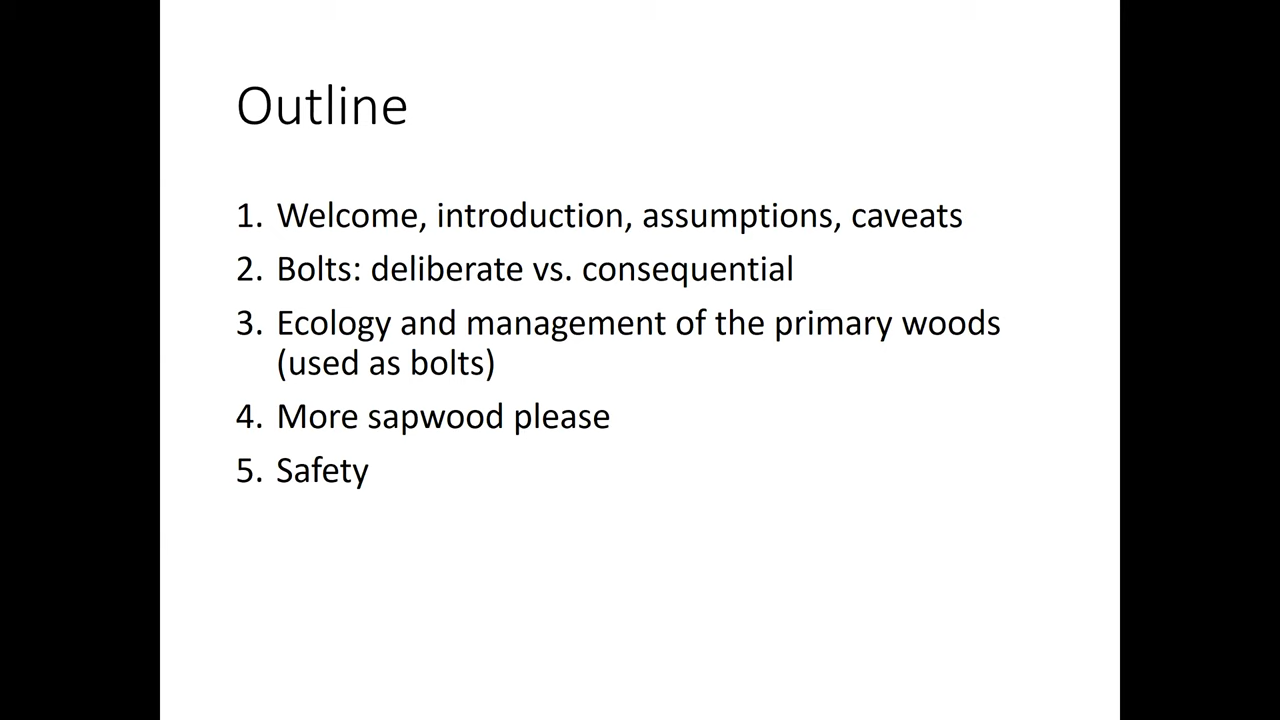 Outline
1. Welcome, introduction, assumptions, caveats
2. Bolts: deliberate vs. consequential
3. Ecology and management of the primary woods
(used as bolts)
4. More sapwood please
5. Safety